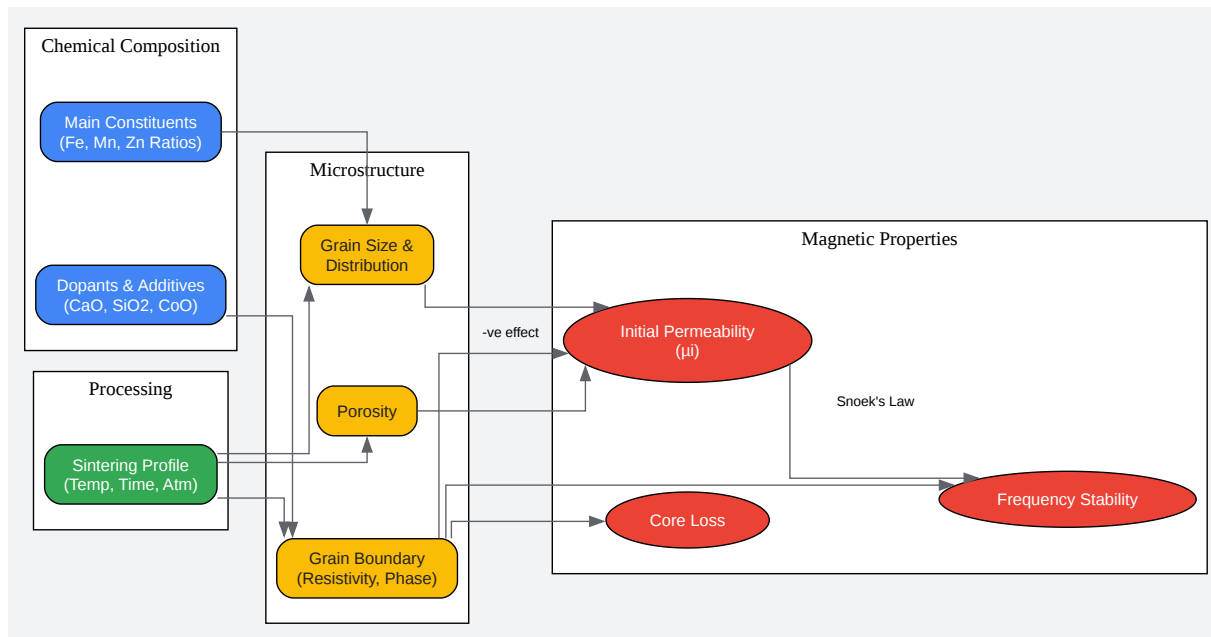 Chemical Composition
Main Constituents
(Fe, Mn, Zn Ratios)
Dopants & Additives
(CaO, SiO2, CoO)
Processing
Sintering Profile
(Temp, Time, Atm)
Microstructure
Grain Size &
Distribution
Porosity
Grain Boundary
(Resistivity, Phase)
-ve effect
Magnetic Properties
Initial Permeability
(µi)
Snoek's Law
Core Loss
Frequency Stability